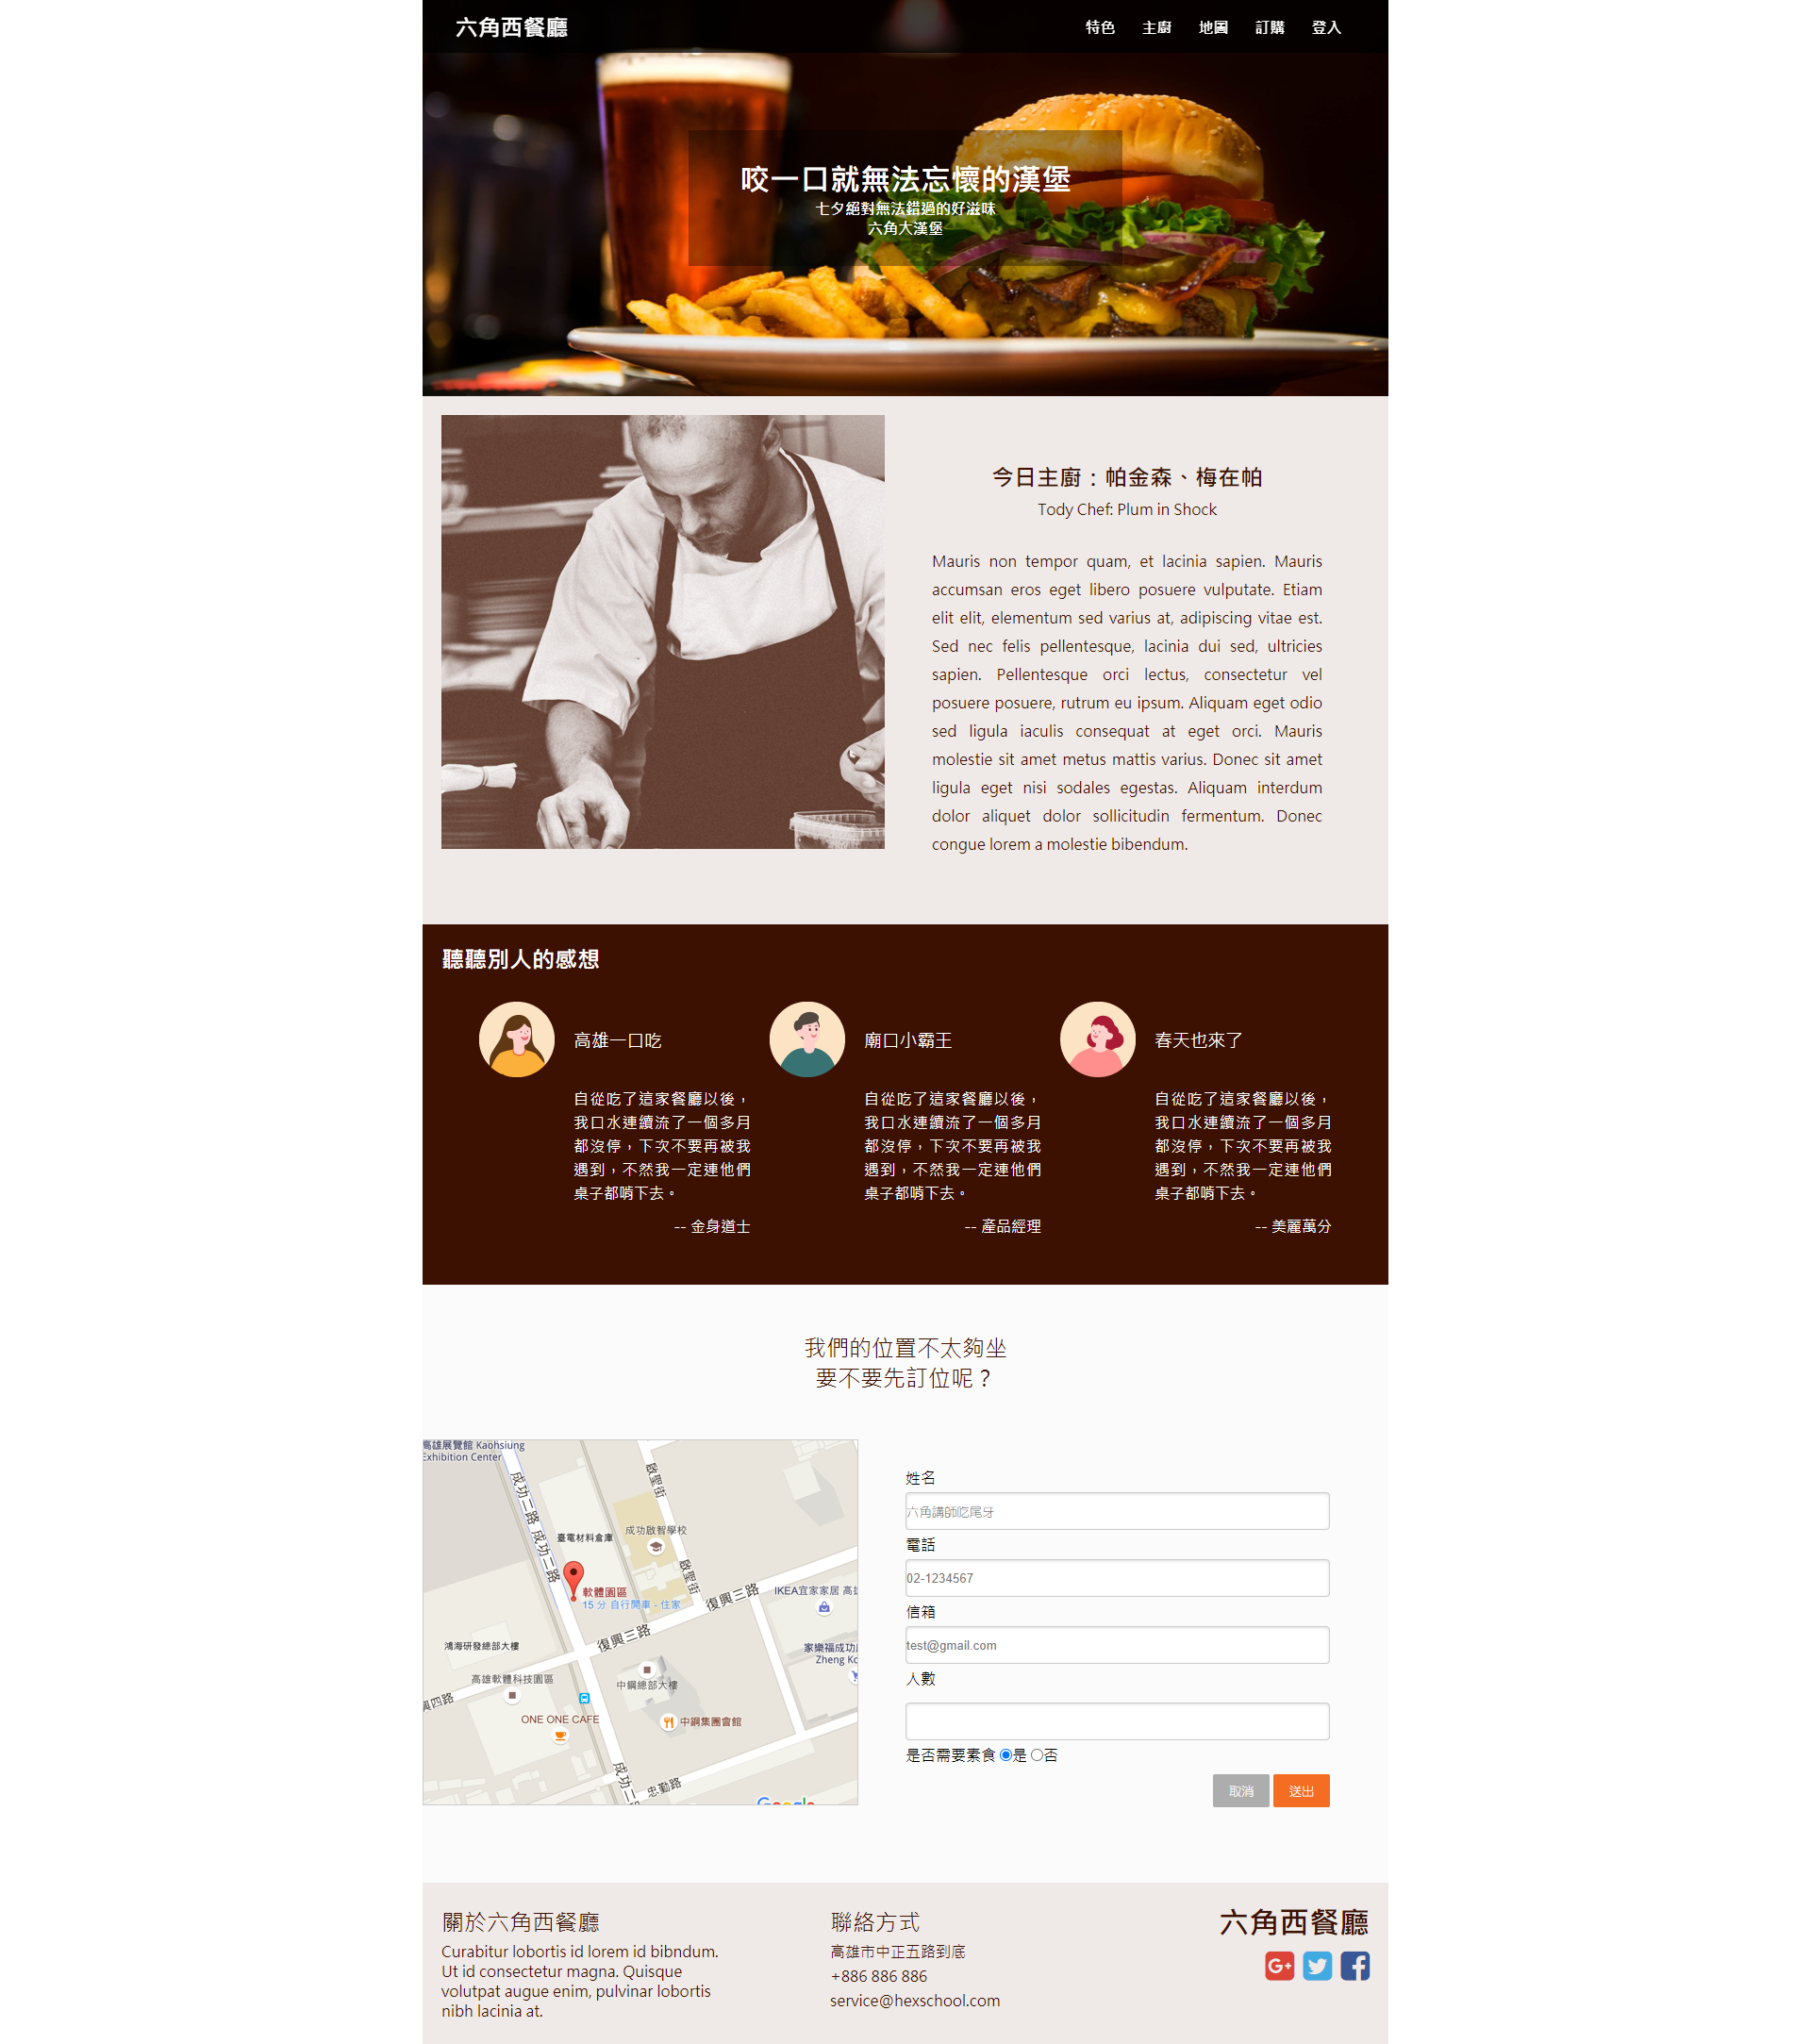 六角西餐廳
特色 主廚 地圖 訂購 登入
咬一口就無法忘懷的漢堡
七夕絕對無法錯過的好滋味
六角大漢堡
今日主廚：帕金森、梅在帕
Tody Chef: Plum in Shock
Mauris non tempor quam, et lacinia sapien. Mauris
accumsan eros eget libero posuere vulputate. Etiam
elit elit, elementum sed varius at, adipiscing vitae est.
Sed nec felis pellentesque, lacinia dui sed, ultricies
sapien. Pellentesque orci lectus, consectetur vel
posuere posuere, rutrum eu ipsum. Aliquam eget odio
sed ligula iaculis consequat at eget orci. Mauris
molestie sit amet metus mattis varius. Donec sit amet
ligula eget nisi sodales egestas. Aliquam interdum
dolor aliquet dolor sollicitudin fermentum. Donec
congue lorem a molestie bibendum.
聽聽別人的感想
高雄一口吃
自從吃了這家餐廳以後，
我口水連續流了一個多月
都沒停，下次不要再被我
遇到，不然我一定連他們
桌子都啃下去。
-- 金身道士
廟口小霸王
自從吃了這家餐廳以後，
我口水連續流了一個多月
都沒停，下次不要再被我
遇到，不然我一定連他們
桌子都啃下去。
-- 產品經理
春天也來了
自從吃了這家餐廳以後，
我口水連續流了一個多月
都沒停，下次不要再被我
遇到，不然我一定連他們
桌子都啃下去。
-- 美麗萬分
我們的位置不太夠坐
要不要先訂位呢？
高雄展覽館 Kaohsiung
Exhibition Center
成功二路
成功二路
啟聖街
臺電材料倉庫
成功啟智學校
啟聖街
軟體園區
15 分 自行開車 - 住家
復興三路
IKEA宜家家居 高雄
復興三路
鴻海研發總部大樓
家樂福成功
Zheng Ko
高雄軟體科技園區
中鋼總部大樓
興四路
ONE ONE CAFE
中鋼集團會館
成功二
忠勤路
Google
姓名
六角講師吃尾牙
電話
02-1234567
信箱
test@gmail.com
人數
是否需要素食 是 否
取消 送出
關於六角西餐廳
Curabitur lobortis id lorem id bibndum.
Ut id consectetur magna. Quisque
volutpat augue enim, pulvinar lobortis
nibh lacinia at.
聯絡方式
高雄市中正五路到底
+886 886 886
service@hexschool.com
六角西餐廳
G+